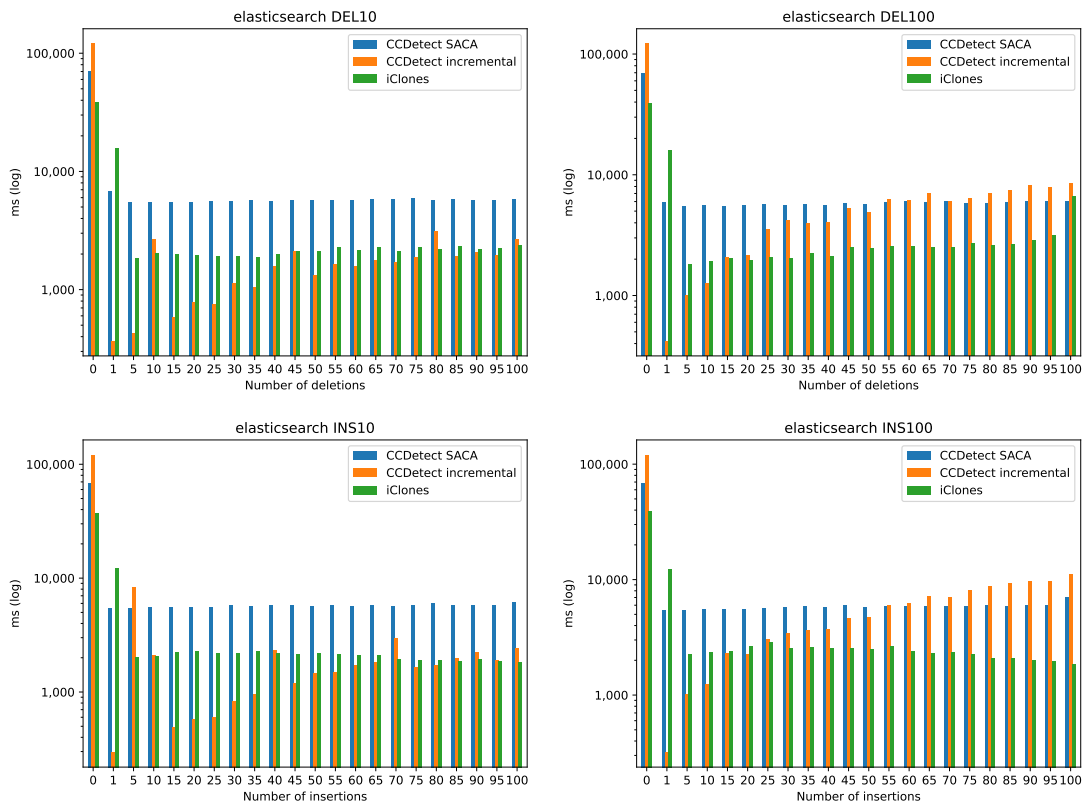 elasticsearch DEL10
100,000
10,000
1,000
ms (log)
CCDetect SACA
CCDetect incremental
iClones
0 1 5 10 15 20 25 30 35 40 45 50 55 60 65 70 75 80 85 90 95 100
Number of deletions
elasticsearch DEL100
100,000
10,000
1,000
ms (log)
CCDetect SACA
CCDetect incremental
iClones
0 1 5 10 15 20 25 30 35 40 45 50 55 60 65 70 75 80 85 90 95 100
Number of deletions
elasticsearch INS10
100,000
10,000
1,000
ms (log)
CCDetect SACA
CCDetect incremental
iClones
0 1 5 10 15 20 25 30 35 40 45 50 55 60 65 70 75 80 85 90 95 100
Number of insertions
elasticsearch INS100
100,000
10,000
1,000
ms (log)
CCDetect SACA
CCDetect incremental
iClones
0 1 5 10 15 20 25 30 35 40 45 50 55 60 65 70 75 80 85 90 95 100
Number of insertions